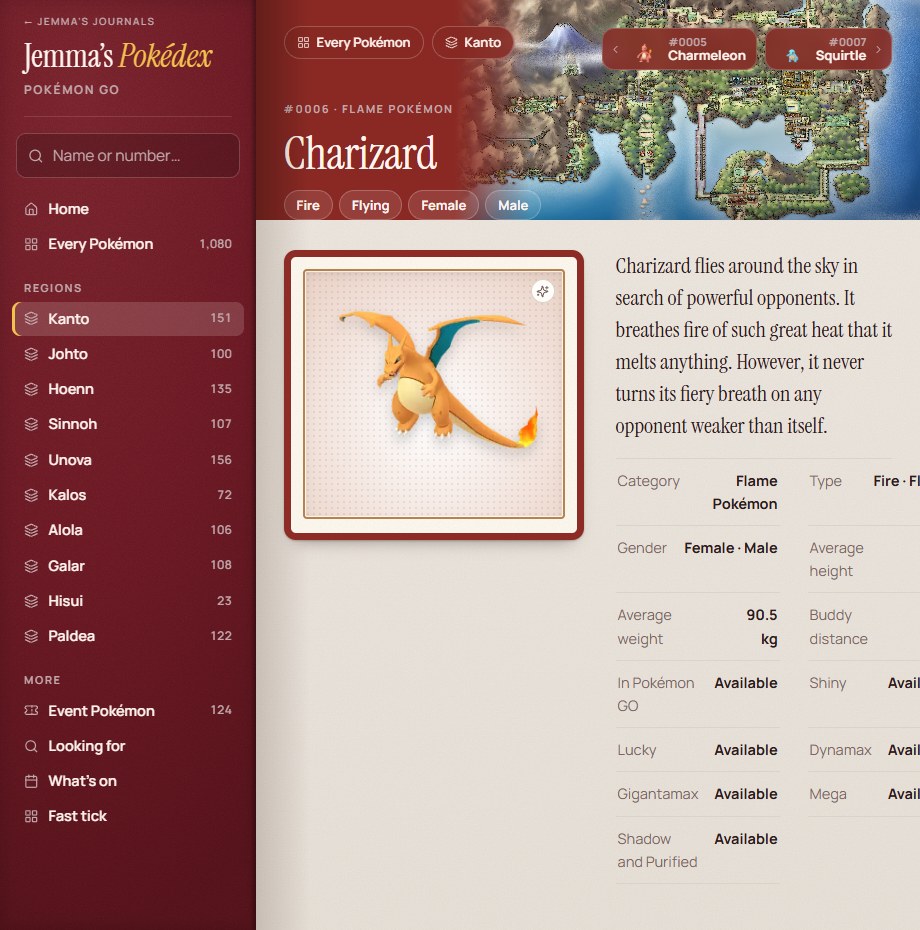 ← JEMMA'S JOURNALS
Jemma's Pokédex
POKÉMON GO
Name or number...
Home
Every Pokémon 1,080
REGIONS
Kanto 151
Johto 100
Hoenn 135
Sinnoh 107
Unova 156
Kalos 72
Alola 106
Galar 108
Hisui 23
Paldea 122
MORE
Event Pokémon 124
Looking for
What's on
Fast tick
Every Pokémon
Kanto
#0005
Charmeleon
#0007
Squirtle
#0006 · FLAME POKÉMON
Charizard
Fire Flying Female Male
Charizard flies around the sky in
search of powerful opponents. It
breathes fire of such great heat that it
melts anything. However, it never
turns its fiery breath on any
opponent weaker than itself.
Category Flame
Pokémon
Type Fire · Fl
Gender Female · Male
Average
height
Average
weight
90.5
kg
Buddy
distance
In Pokémon
GO
Available
Shiny Avail
Lucky Available
Dynamax Avail
Gigantamax Available
Mega Avail
Shadow
and Purified
Available